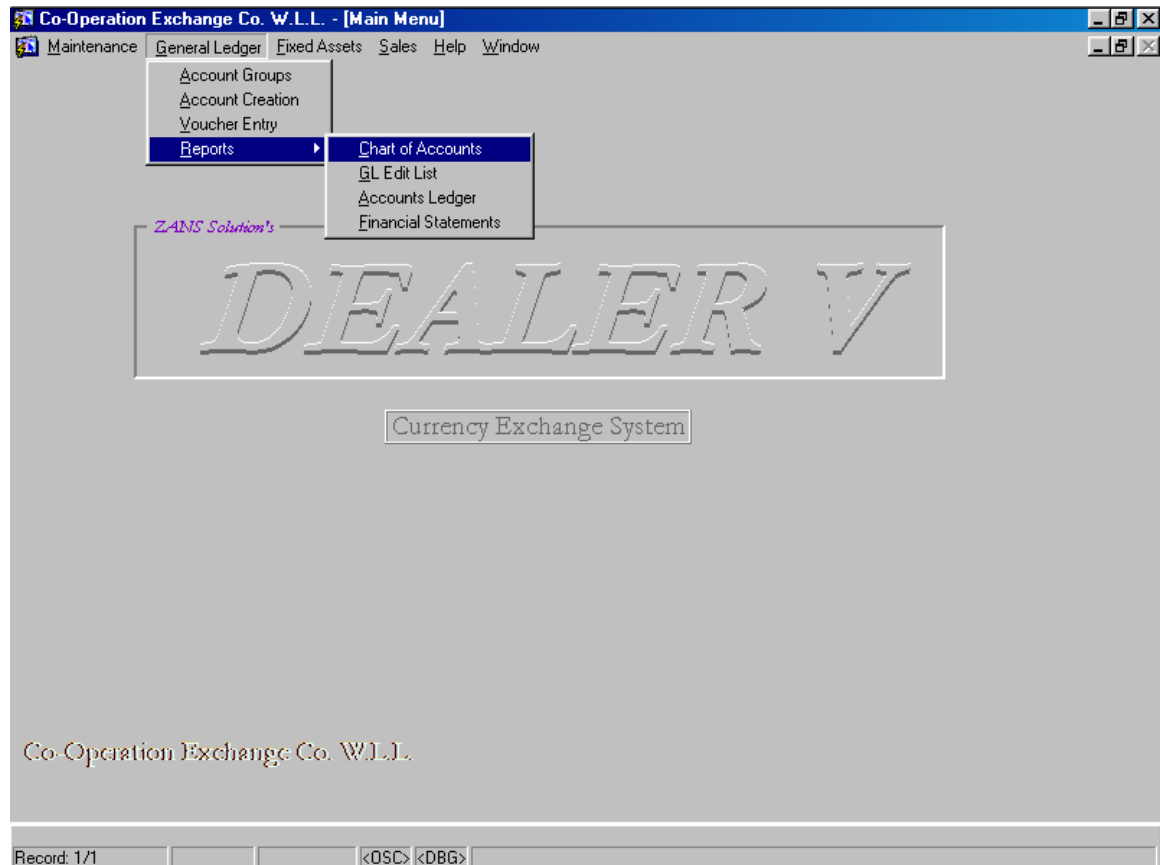 Co-Operation Exchange Co. W.L.L. - [Main Menu]
Maintenance General Ledger Fixed Assets Sales Help Window
Account Groups
Account Creation
Voucher Entry
Reports
Chart of Accounts
GL Edit List
Accounts Ledger
Financial Statements
ZANS Solution's
DEALER V
Currency Exchange System
Co-Operation Exchange Co. W.L.L.
Record: 1/1 <OSC> <DBG>